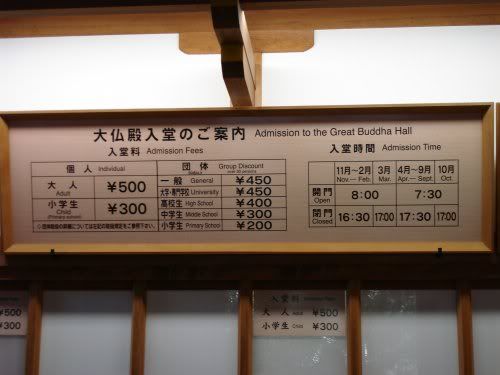 大仏殿入堂のご案内 Admission to the Great Buddha Hall
入堂料 Admission Fees
個人 Individual
大人 Adult ¥500
小学生 Child (Primary school) ¥300
団体 Group Discount
一般 General ¥450
大学・専門学校 University ¥450
高校生 High School ¥400
中学生 Middle School ¥300
小学生 Primary School ¥200
入堂時間 Admission Time
11月～2月 Nov.— Feb. 3月 Mar. 4月～9月 Apr.— Sept. 10月 Oct
開門 Open 8:00 7:30
閉門 Closed 16:30 17:00 17:30 17:00
¥500
¥300
入堂料 Admission Fees
大人 Adult ¥500
小学生 Child ¥300